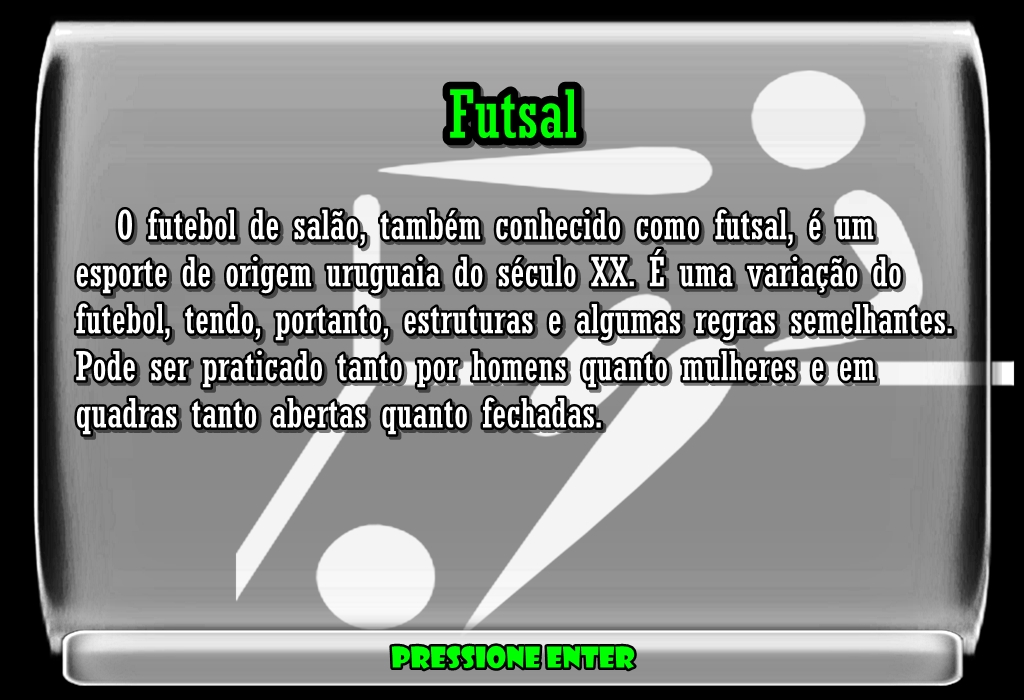 Futsal
O futebol de salão, também conhecido como futsal, é um
esporte de origem uruguaia do século XX. É uma variação do
futebol, tendo, portanto, estruturas e algumas regras semelhantes.
Pode ser praticado tanto por homens quanto mulheres e em
quadras tanto abertas quanto fechadas.
PRESSIONE ENTER